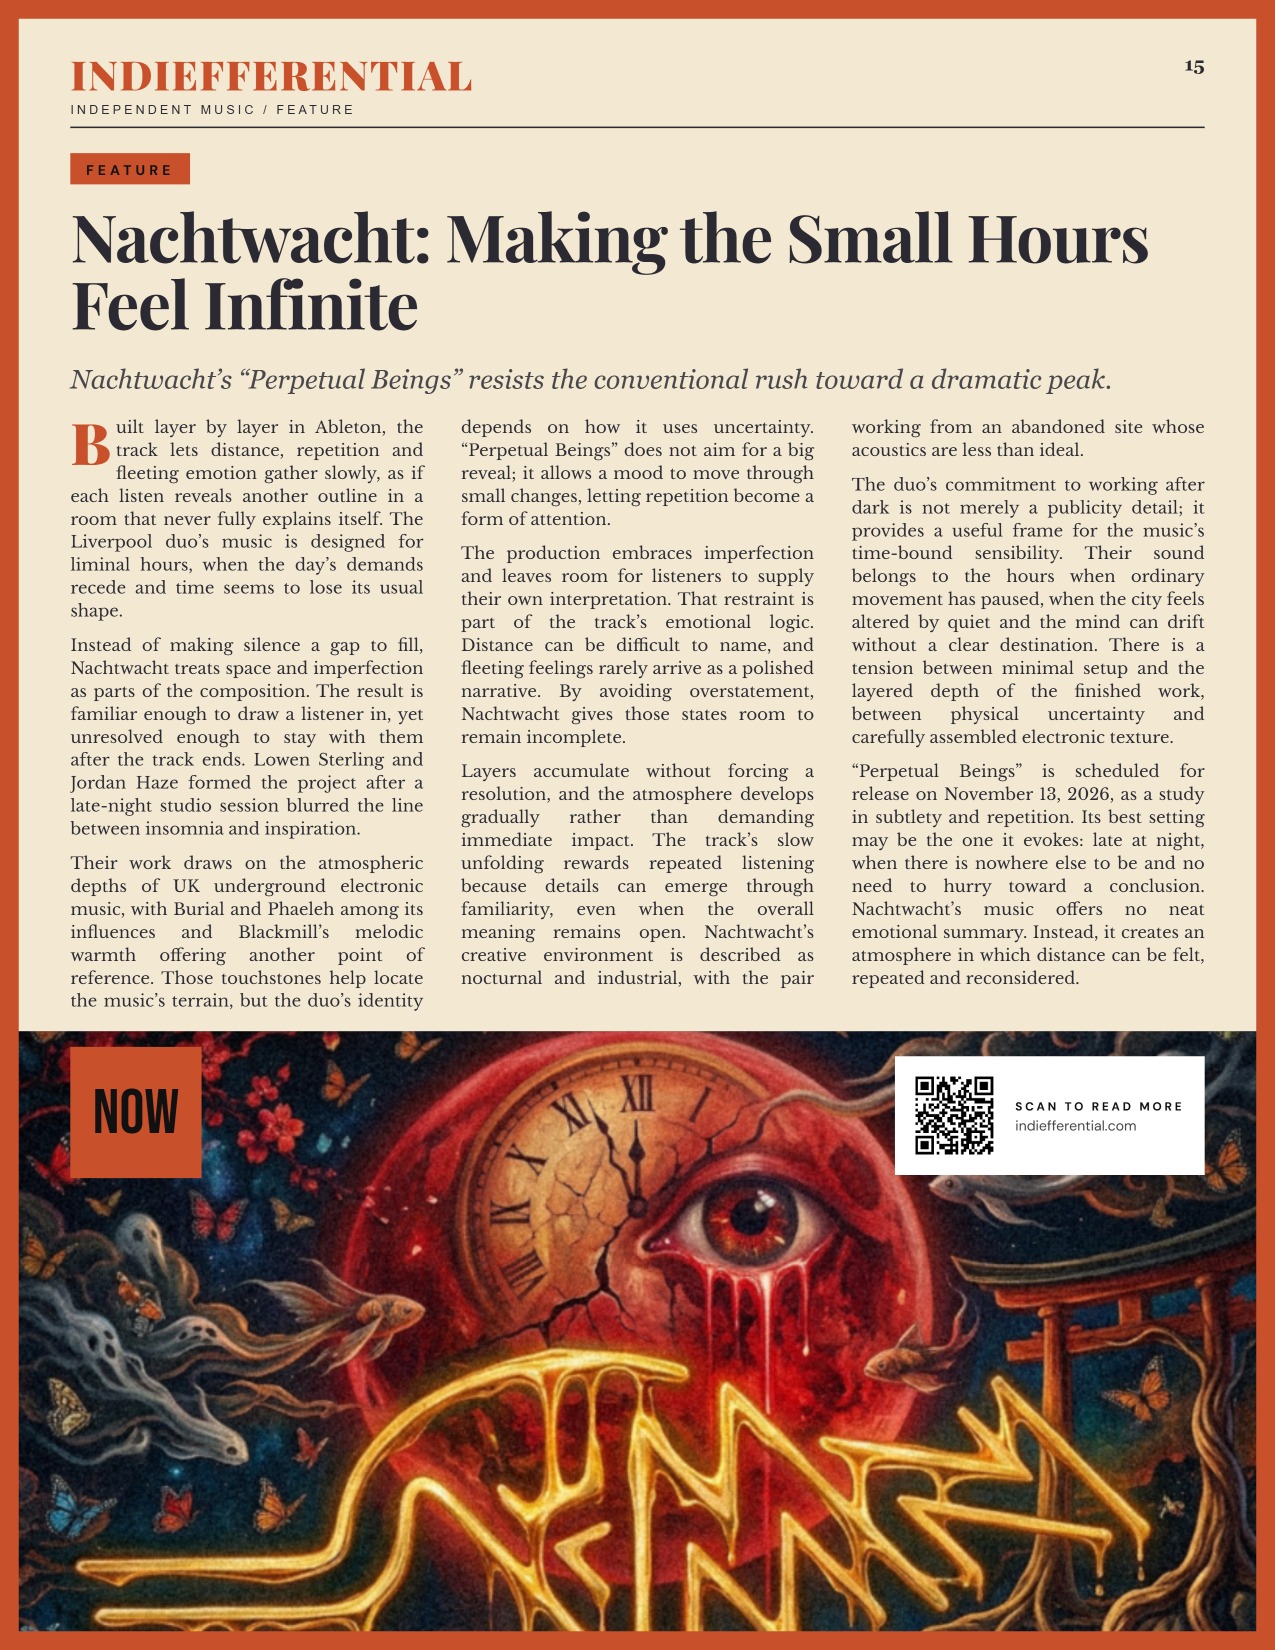 INDIEFFERENTIAL
15
INDEPENDENT MUSIC / FEATURE
FEATURE
Nachtwacht: Making the Small Hours
Feel Infinite
Nachtwacht’s “Perpetual Beings” resists the conventional rush toward a dramatic peak.
Built layer by layer in Ableton, the
track lets distance, repetition and
fleeting emotion gather slowly, as if
each listen reveals another outline in a
room that never fully explains itself. The
Liverpool duo’s music is designed for
liminal hours, when the day’s demands
recede and time seems to lose its usual
shape.
Instead of making silence a gap to fill,
Nachtwacht treats space and imperfection
as parts of the composition. The result is
familiar enough to draw a listener in, yet
unresolved enough to stay with them
after the track ends. Lowen Sterling and
Jordan Haze formed the project after a
late-night studio session blurred the line
between insomnia and inspiration.
Their work draws on the atmospheric
depths of UK underground electronic
music, with Burial and Phaeleh among its
influences and Blackmill’s melodic
warmth offering another point of
reference. Those touchstones help locate
the music’s terrain, but the duo’s identity
depends on how it uses uncertainty.
“Perpetual Beings” does not aim for a big
reveal; it allows a mood to move through
small changes, letting repetition become a
form of attention.
The production embraces imperfection
and leaves room for listeners to supply
their own interpretation. That restraint is
part of the track’s emotional logic.
Distance can be difficult to name, and
fleeting feelings rarely arrive as a polished
narrative. By avoiding overstatement,
Nachtwacht gives those states room to
remain incomplete.
Layers accumulate without forcing a
resolution, and the atmosphere develops
gradually rather than demanding
immediate impact. The track’s slow
unfolding rewards repeated listening
because details can emerge through
familiarity, even when the overall
meaning remains open. Nachtwacht’s
creative environment is described as
nocturnal and industrial, with the pair
working from an abandoned site whose
acoustics are less than ideal.
The duo’s commitment to working after
dark is not merely a publicity detail; it
provides a useful frame for the music’s
time-bound sensibility. Their sound
belongs to the hours when ordinary
movement has paused, when the city feels
altered by quiet and the mind can drift
without a clear destination. There is a
tension between minimal setup and the
layered depth of the finished work,
between physical uncertainty and
carefully assembled electronic texture.
“Perpetual Beings” is scheduled for
release on November 13, 2026, as a study
in subtlety and repetition. Its best setting
may be the one it evokes: late at night,
when there is nowhere else to be and no
need to hurry toward a conclusion.
Nachtwacht’s music offers no neat
emotional summary. Instead, it creates an
atmosphere in which distance can be felt,
repeated and reconsidered.
NOW
SCAN TO READ MORE
indiefferential.com